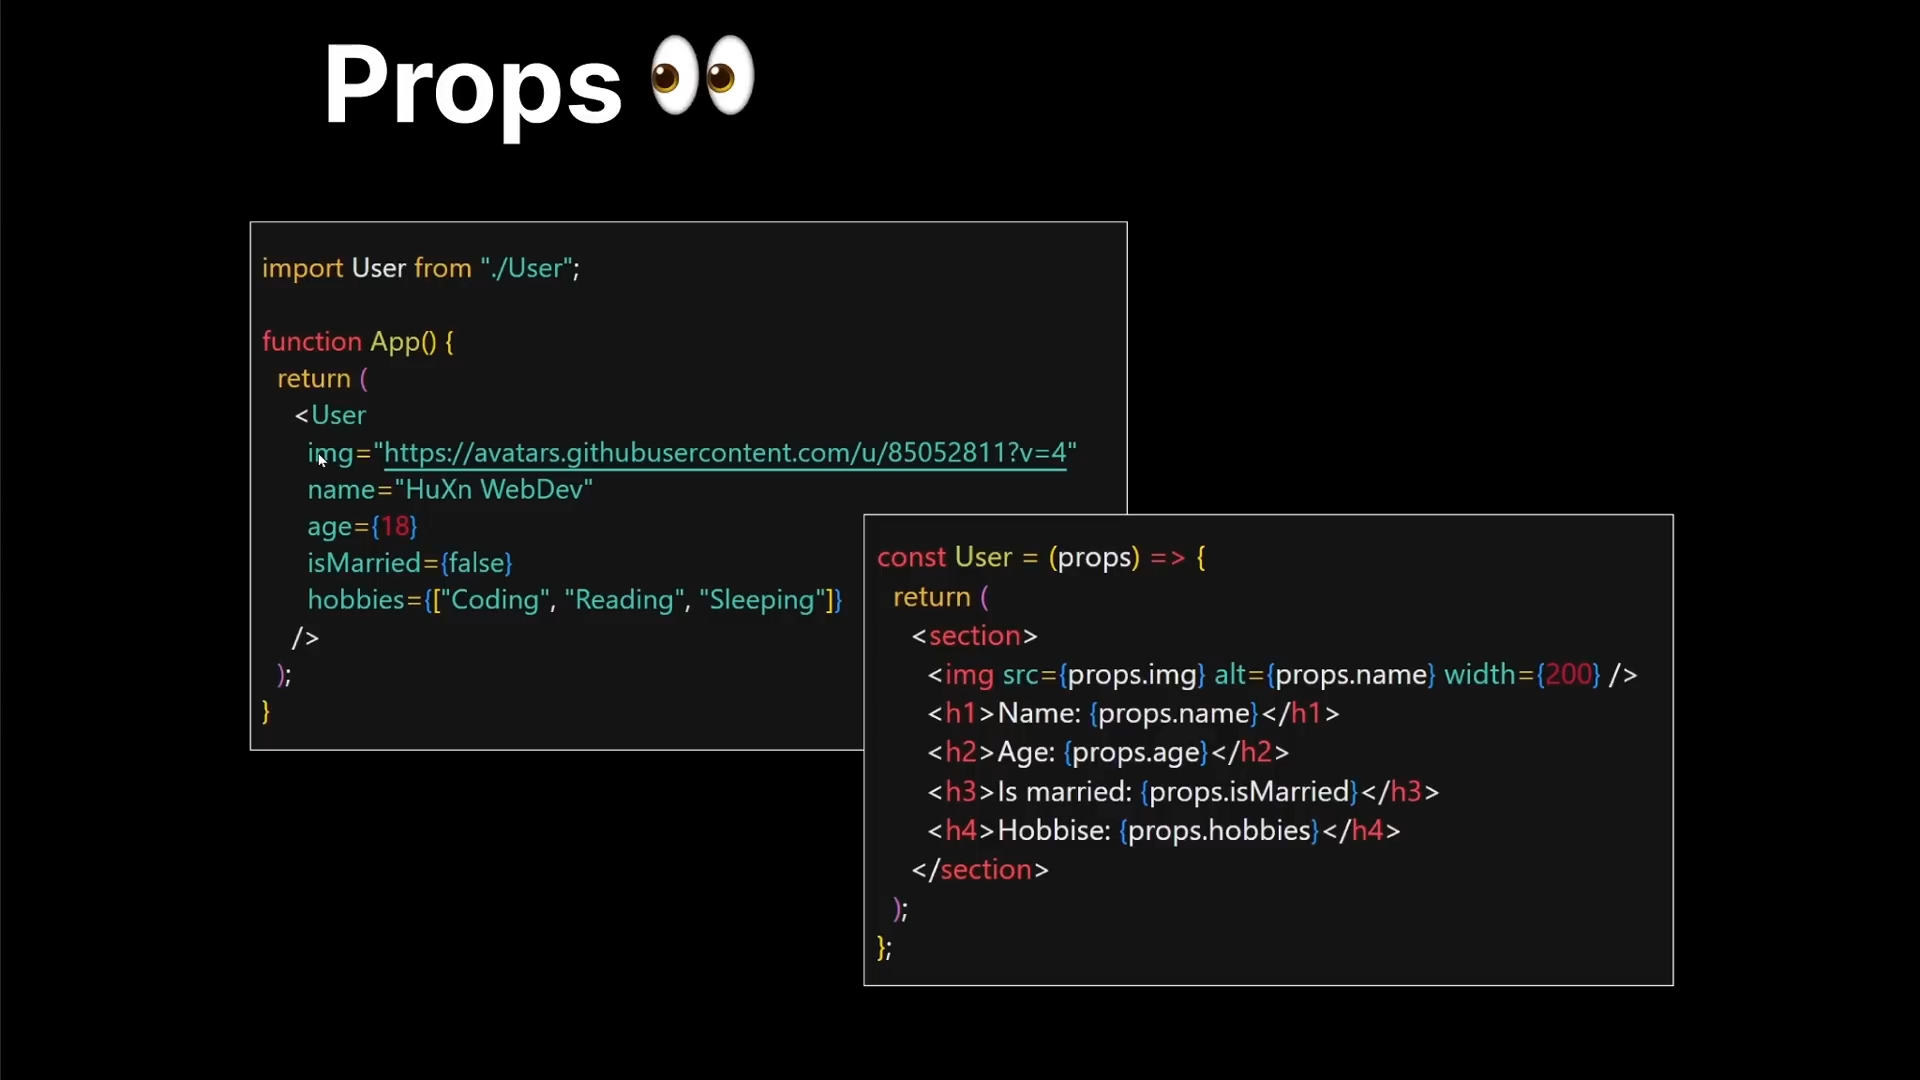 Props 👀
import User from "./User";
function App() {
return (
<User
img="https://avatars.githubusercontent.com/u/85052811?v=4"
name="HuXn WebDev"
age={18}
isMarried={false}
hobbies={["Coding", "Reading", "Sleeping"]}
/>
);
}
const User = (props) => {
return (
<section>
<img src={props.img} alt={props.name} width={200} />
<h1>Name: {props.name}</h1>
<h2>Age: {props.age}</h2>
<h3>Is married: {props.isMarried}</h3>
<h4>Hobbise: {props.hobbies}</h4>
</section>
);
};